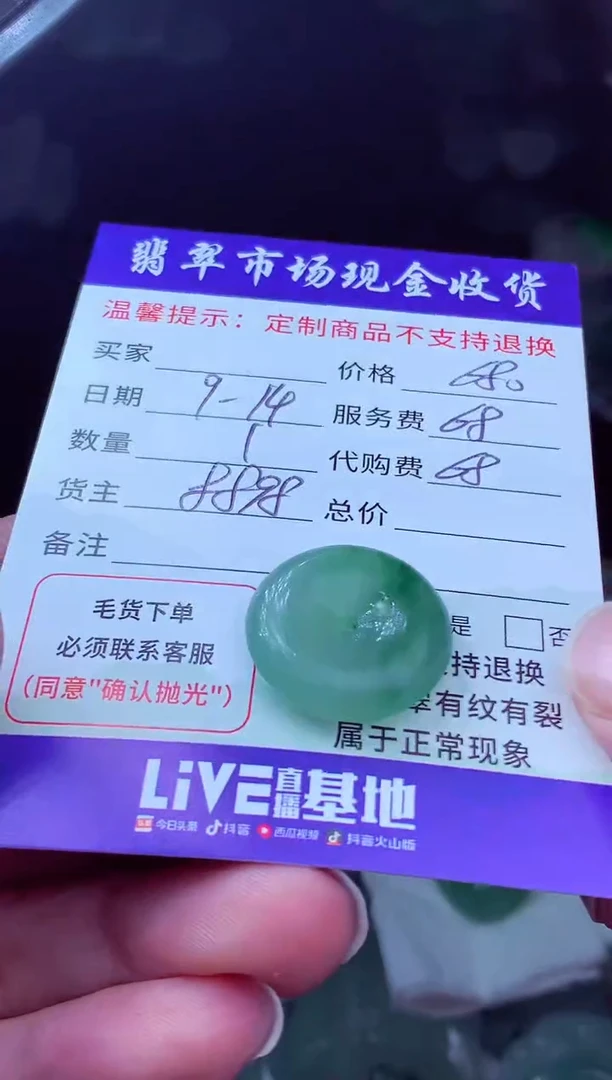 翡翠市场现金收货
温馨提示：定制商品不支持退换
买家 价格 680
日期 9-14 服务费 68
数量 1 代购费 68
货主 8898 总价
备注
毛货下单
必须联系客服
（同意"确认抛光"）
是 否
持退换
有纹有裂
属于正常现象
LiVE直播基地
今日头条 抖音 西瓜视频 抖音火山版